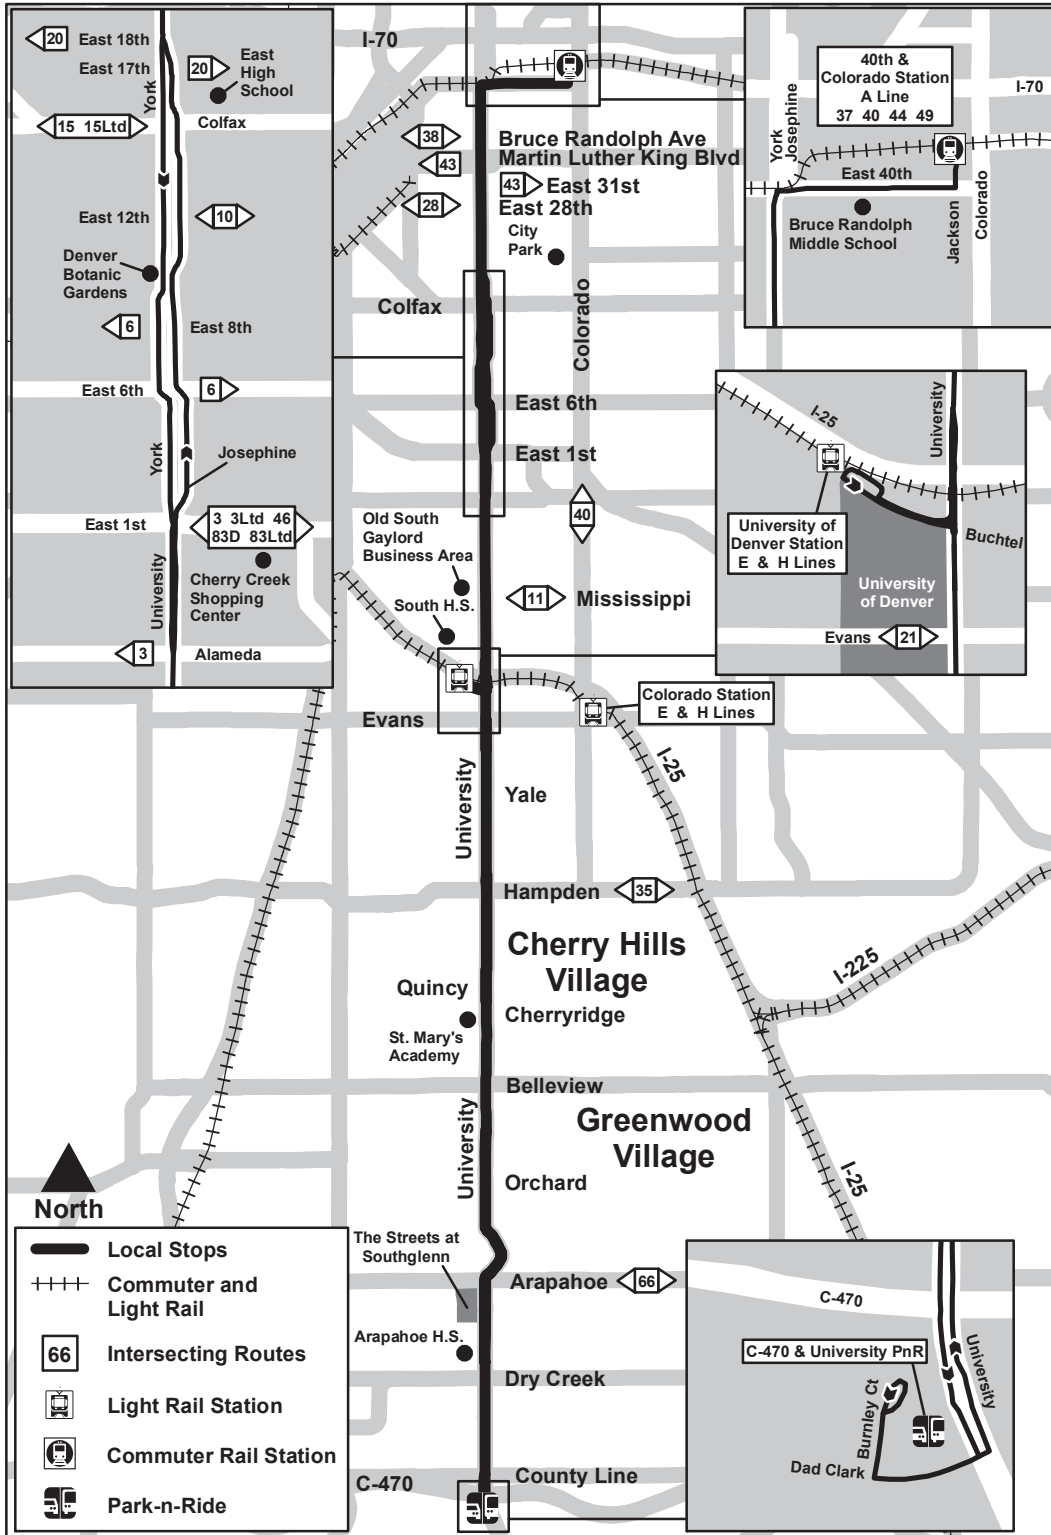 20
East 18th
East 17th
20
East
High
School
York
15 15Ltd
Colfax
East 12th
10
Denver
Botanic
Gardens
6
East 8th
East 6th
6
York
Josephine
East 1st
3 3Ltd 46
83D 83Ltd
Cherry Creek
Shopping
Center
University
3
Alameda
I-70
38
Bruce Randolph Ave
43
Martin Luther King Blvd
43
East 31st
28
East 28th
City
Park
Colfax
Colorado
East 6th
East 1st
40
Old South
Gaylord
Business Area
South H.S.
11
Mississippi
Colorado Station
E & H Lines
Evans
I-25
University
Yale
Hampden
35
Cherry Hills
Village
I-225
Quincy
Cherryridge
St. Mary's
Academy
Belleview
University
Greenwood
Village
Orchard
I-25
The Streets at
Southglenn
Arapahoe
66
Arapahoe H.S.
Dry Creek
C-470
County Line
40th &
Colorado Station
A Line
37 40 44 49
I-70
York
Josephine
East 40th
Bruce Randolph
Middle School
Jackson
Colorado
I-25
University
University of
Denver Station
E & H Lines
Buchtel
University
of Denver
Evans
21
C-470
C-470 & University PnR
University
Burnley Ct
Dad Clark
North
Local Stops
Commuter and
Light Rail
66
Intersecting Routes
Light Rail Station
Commuter Rail Station
Park-n-Ride